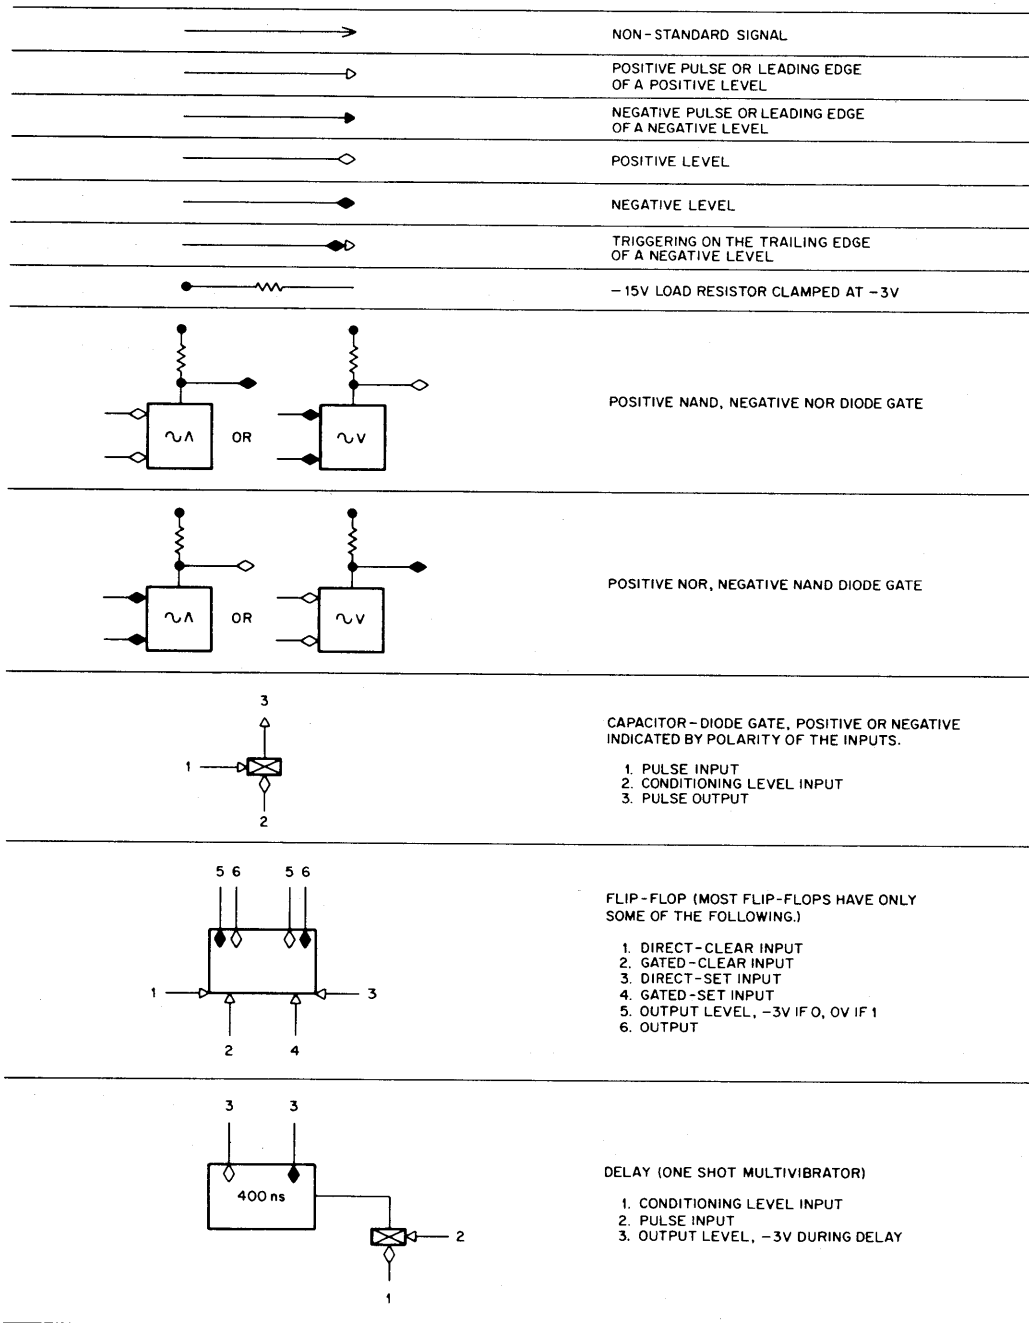 NON-STANDARD SIGNAL
POSITIVE PULSE OR LEADING EDGE
OF A POSITIVE LEVEL
NEGATIVE PULSE OR LEADING EDGE
OF A NEGATIVE LEVEL
POSITIVE LEVEL
NEGATIVE LEVEL
TRIGGERING ON THE TRAILING EDGE
OF A NEGATIVE LEVEL
-15V LOAD RESISTOR CLAMPED AT -3V
∿∧ OR ∿∨
POSITIVE NAND, NEGATIVE NOR DIODE GATE
∿∧ OR ∿∨
POSITIVE NOR, NEGATIVE NAND DIODE GATE
3
1
2
CAPACITOR-DIODE GATE, POSITIVE OR NEGATIVE
INDICATED BY POLARITY OF THE INPUTS.
1. PULSE INPUT
2. CONDITIONING LEVEL INPUT
3. PULSE OUTPUT
5 6 5 6
1 3
2 4
FLIP-FLOP (MOST FLIP-FLOPS HAVE ONLY
SOME OF THE FOLLOWING.)
1. DIRECT-CLEAR INPUT
2. GATED-CLEAR INPUT
3. DIRECT-SET INPUT
4. GATED-SET INPUT
5. OUTPUT LEVEL, -3V IF 0, 0V IF 1
6. OUTPUT
3 3
400 ns
2
1
DELAY (ONE SHOT MULTIVIBRATOR)
1. CONDITIONING LEVEL INPUT
2. PULSE INPUT
3. OUTPUT LEVEL, -3V DURING DELAY